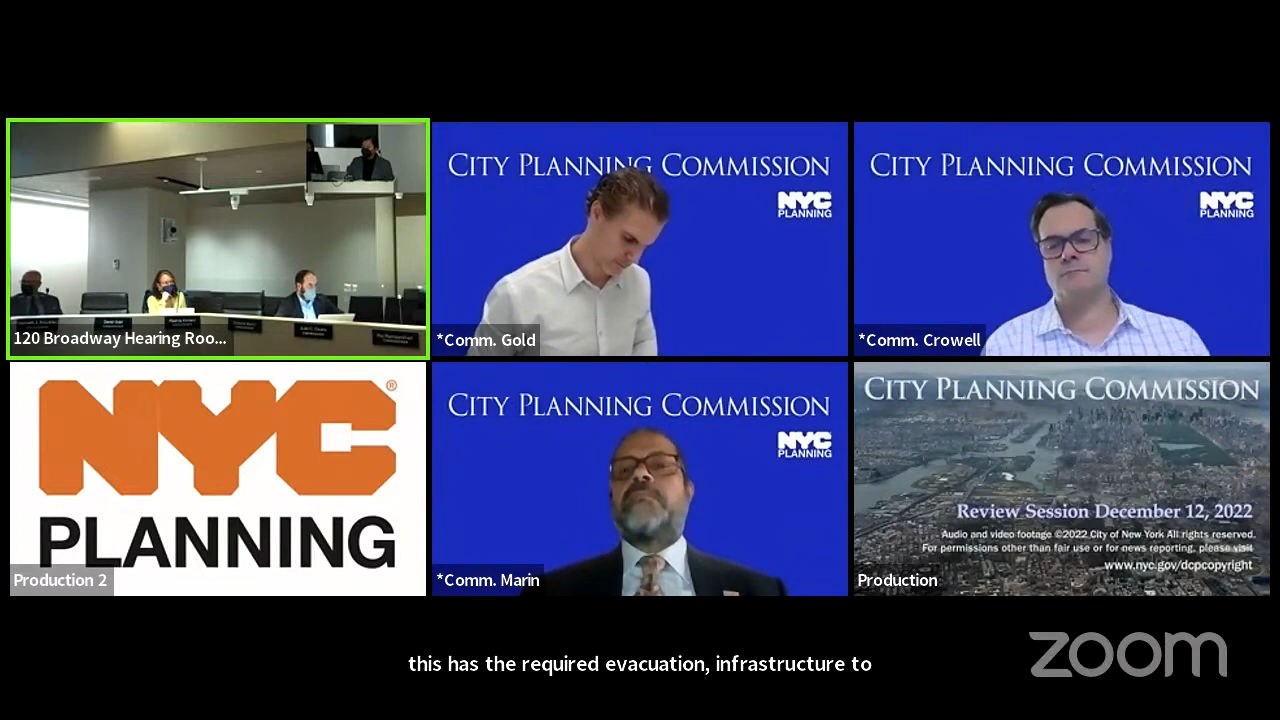 120 Broadway Hearing Roo...
CITY PLANNING COMMISSION
NYC
PLANNING
*Comm. Gold
CITY PLANNING COMMISSION
NYC
PLANNING
*Comm. Crowell
NYC®
PLANNING
Production 2
CITY PLANNING COMMISSION
NYC
PLANNING
*Comm. Marin
CITY PLANNING COMMISSION
Review Session December 12, 2022
Audio and video footage ©2022 City of New York All rights reserved.
For permissions other than fair use or for news reporting, please visit
www.nyc.gov/dcpcopyright
Production
this has the required evacuation, infrastructure to
zoom